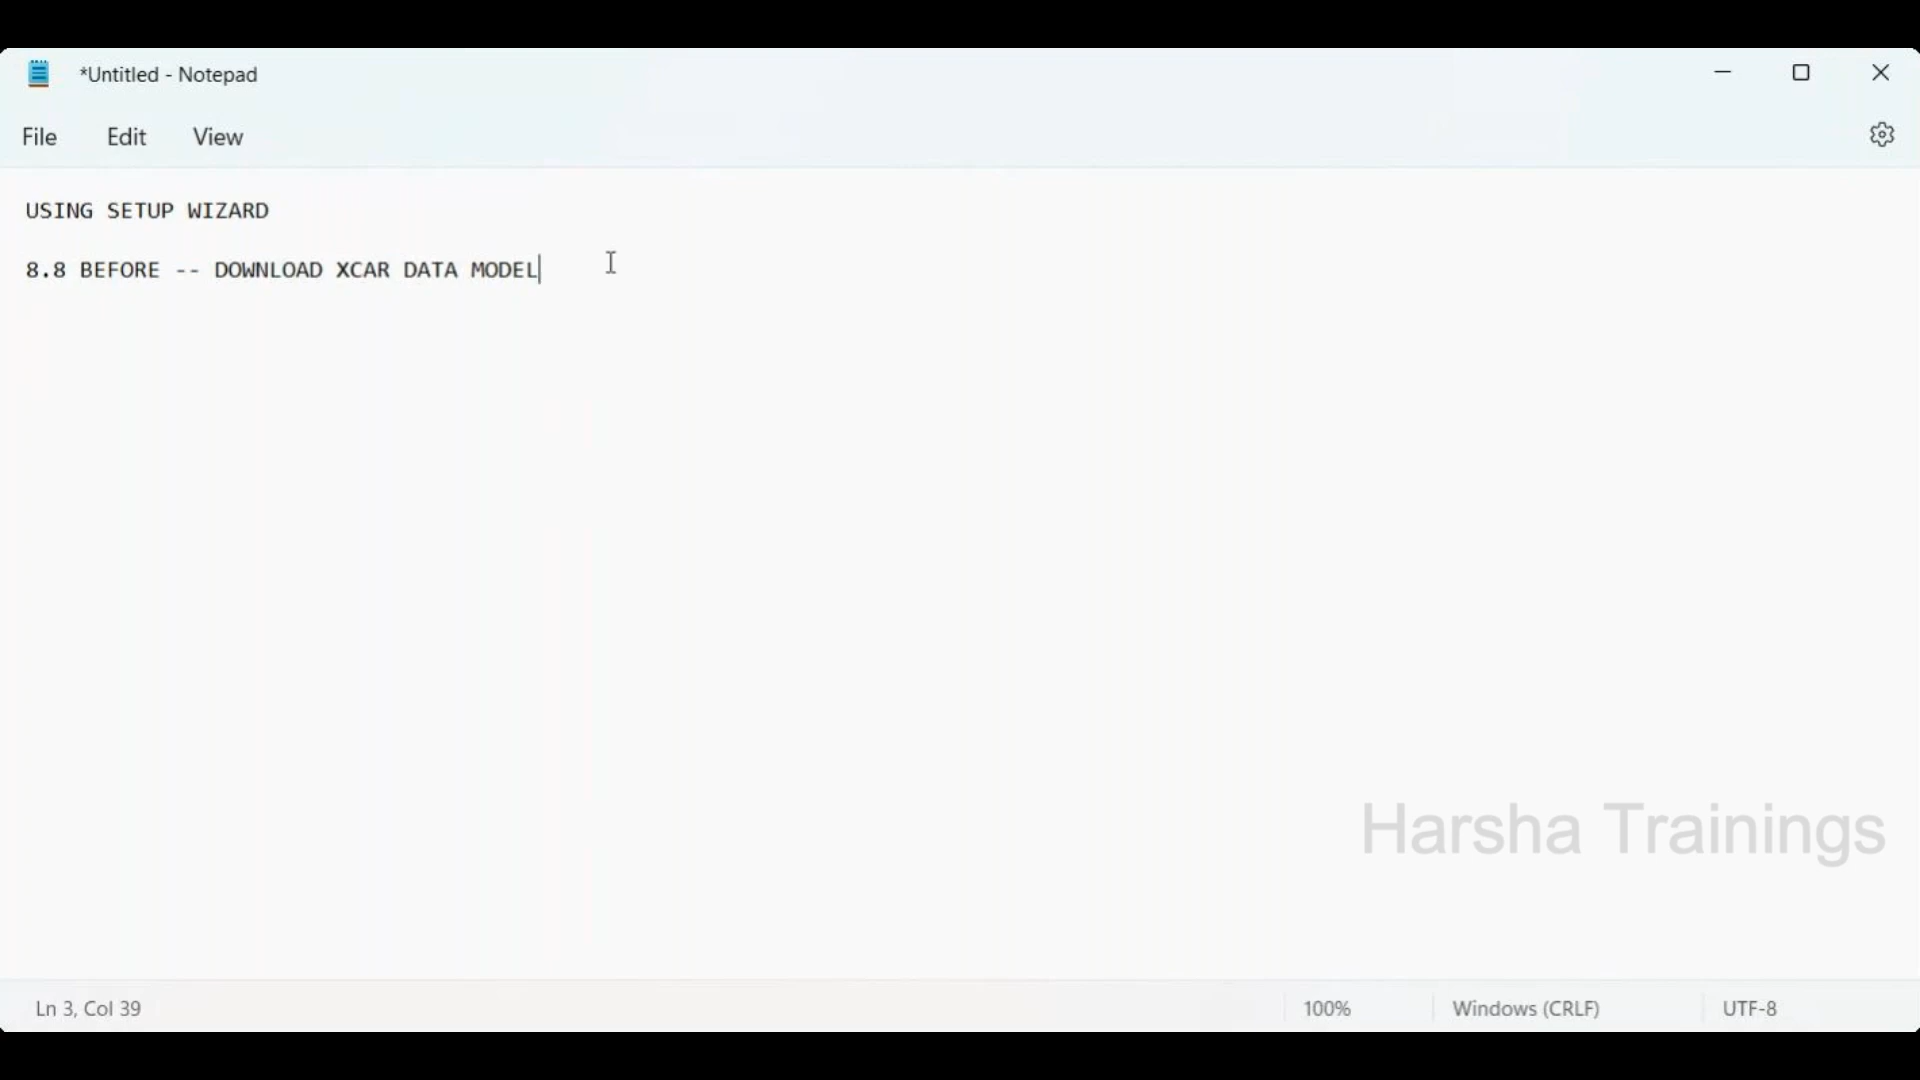 *Untitled - Notepad
File Edit View
USING SETUP WIZARD
8.8 BEFORE -- DOWNLOAD XCAR DATA MODEL
Harsha Trainings
Ln 3, Col 39 100% Windows (CRLF) UTF-8